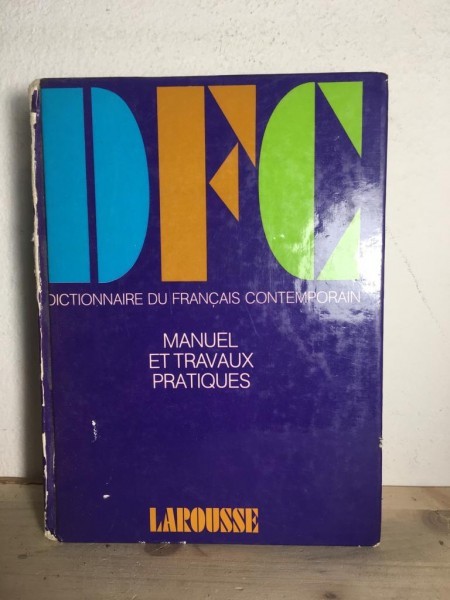 DFC
DICTIONNAIRE DU FRANÇAIS CONTEMPORAIN
MANUEL
ET TRAVAUX
PRATIQUES
LAROUSSE